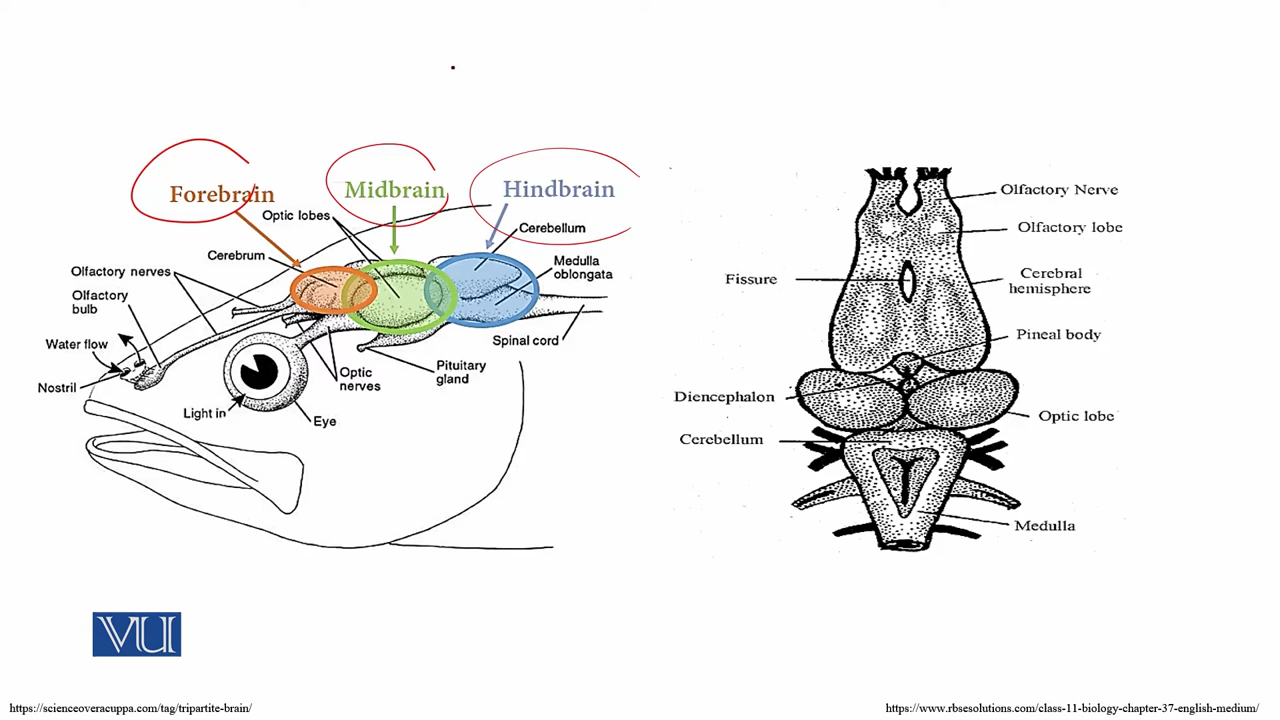 Forebrain
Midbrain
Hindbrain
Optic lobes
Cerebellum
Cerebrum
Medulla
oblongata
Olfactory nerves
Olfactory
bulb
Water flow
Nostril
Light in
Eye
Optic
nerves
Pituitary
gland
Spinal cord
Olfactory Nerve
Olfactory lobe
Fissure
Cerebral
hemisphere
Pineal body
Diencephalon
Optic lobe
Cerebellum
Medulla
VU
https://scienceoveracuppa.com/tag/tripartite-brain/
https://www.rbsesolutions.com/class-11-biology-chapter-37-english-medium/